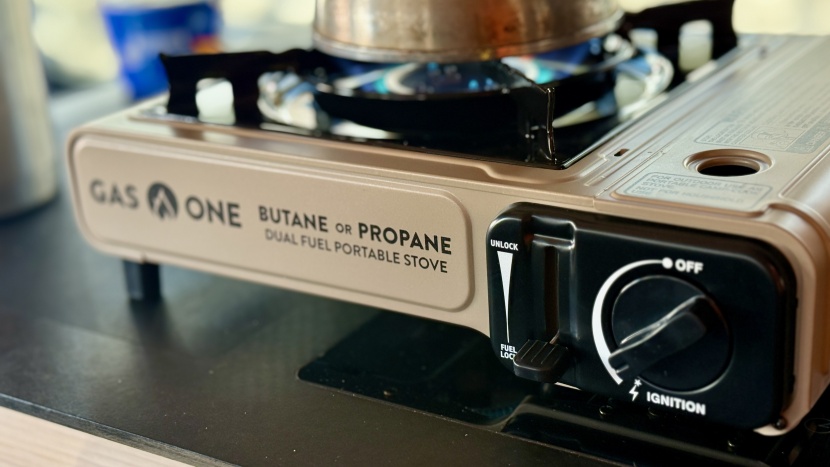 GAS ONE
BUTANE OR PROPANE
DUAL FUEL PORTABLE STOVE
UNLOCK
FUEL
LOCK
OFF
IGNITION